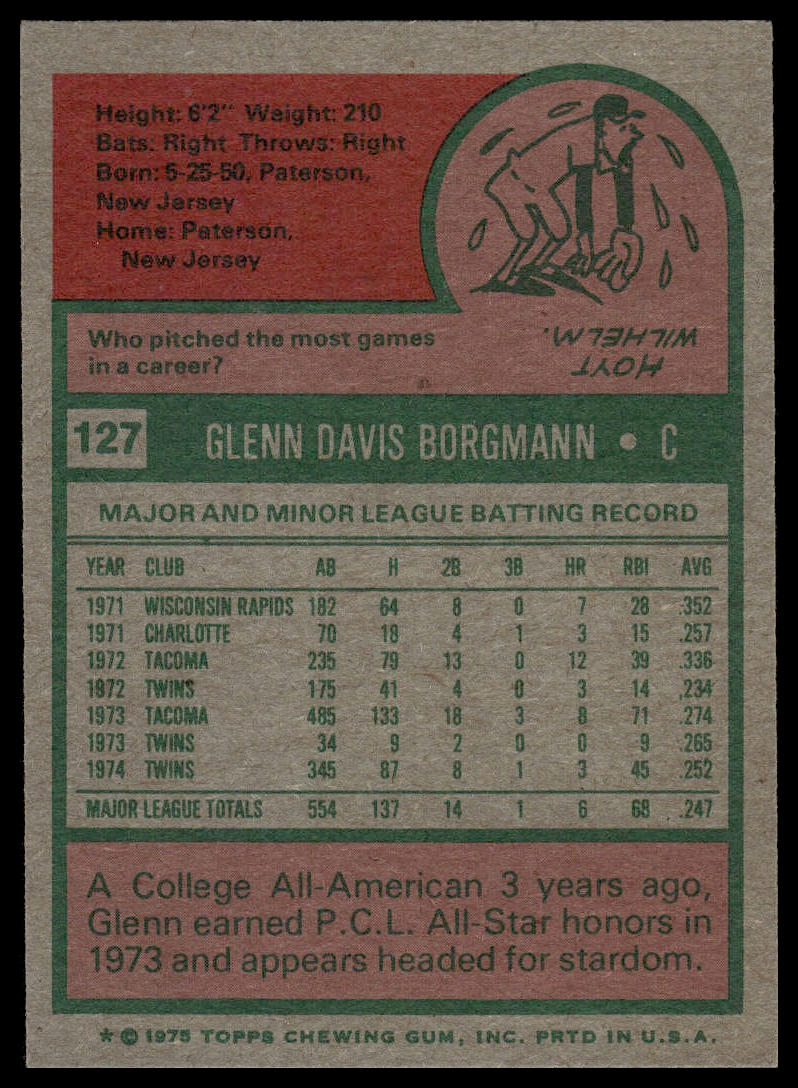 Height: 6'2" Weight: 210
Bats: Right Throws: Right
Born: 5-25-50, Paterson,
New Jersey
Home: Paterson,
New Jersey
Who pitched the most games
in a career?
HOYT
WILHELM.
127 GLENN DAVIS BORGMANN • C
MAJOR AND MINOR LEAGUE BATTING RECORD
YEAR CLUB AB H 2B 3B HR RBI AVG
1971 WISCONSIN RAPIDS 182 64 8 0 7 28 .352
1971 CHARLOTTE 70 18 4 1 3 15 .257
1972 TACOMA 235 79 13 0 12 39 .336
1972 TWINS 175 41 4 0 3 14 .234
1973 TACOMA 485 133 18 3 8 71 .274
1973 TWINS 34 9 2 0 0 9 .265
1974 TWINS 345 87 8 1 3 45 .252
MAJOR LEAGUE TOTALS 554 137 14 1 6 68 .247
A College All-American 3 years ago,
Glenn earned P.C.L. All-Star honors in
1973 and appears headed for stardom.
* © 1975 TOPPS CHEWING GUM, INC. PRTD IN U.S.A.